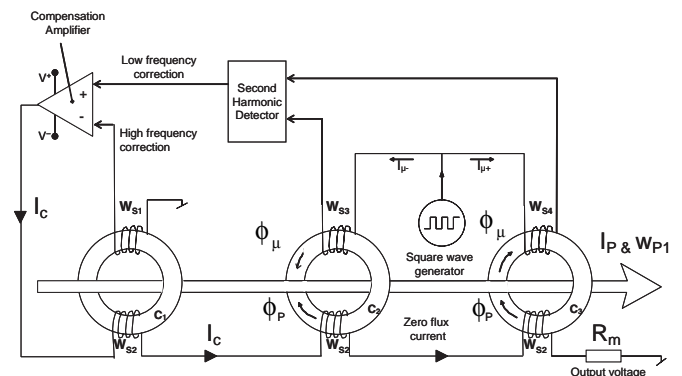 Compensation
Amplifier
V+
+
-
V-
Low frequency
correction
High frequency
correction
Second
Harmonic
Detector
Iμ-
Iμ+
Ic
WS1
WS3
WS4
ϕμ
ϕμ
Square wave
generator
IP & WP1
ϕP
ϕP
C1
C2
C3
WS2
Ic
WS2
Zero flux
current
WS2
Rm
Output voltage